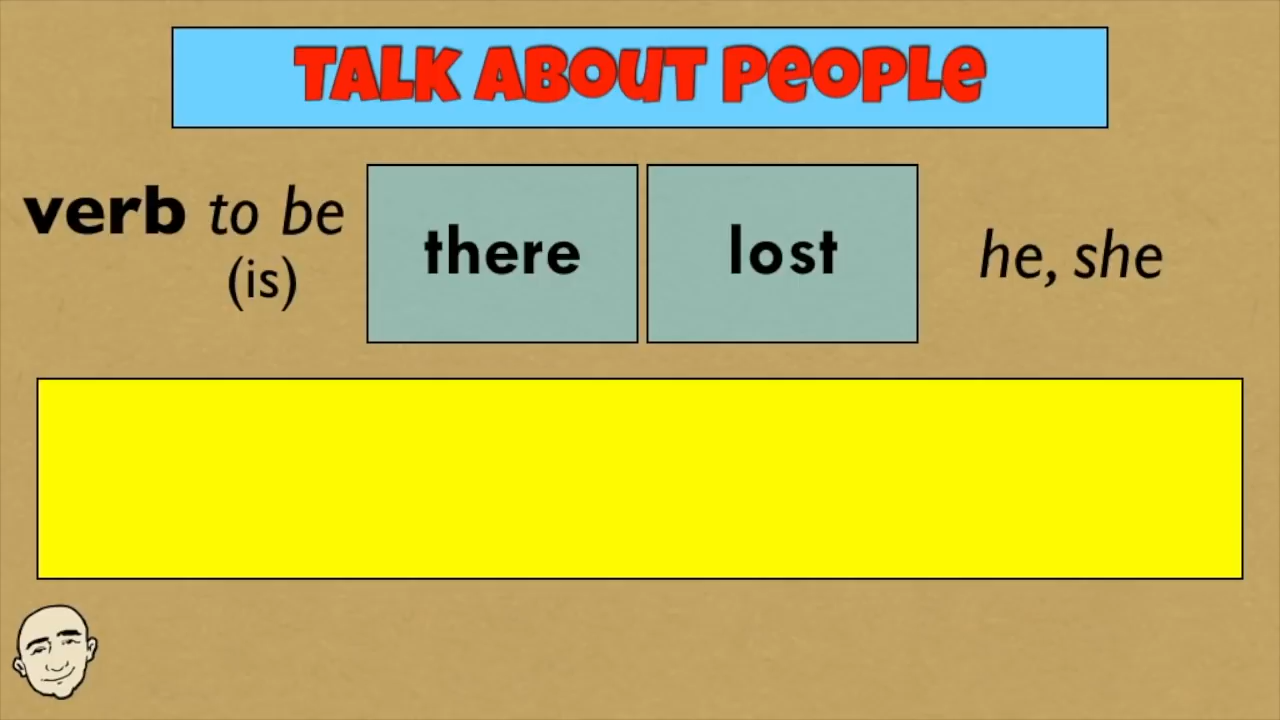 TALK ABOUT PEOPLE
verb to be
(is)
there
lost
he, she